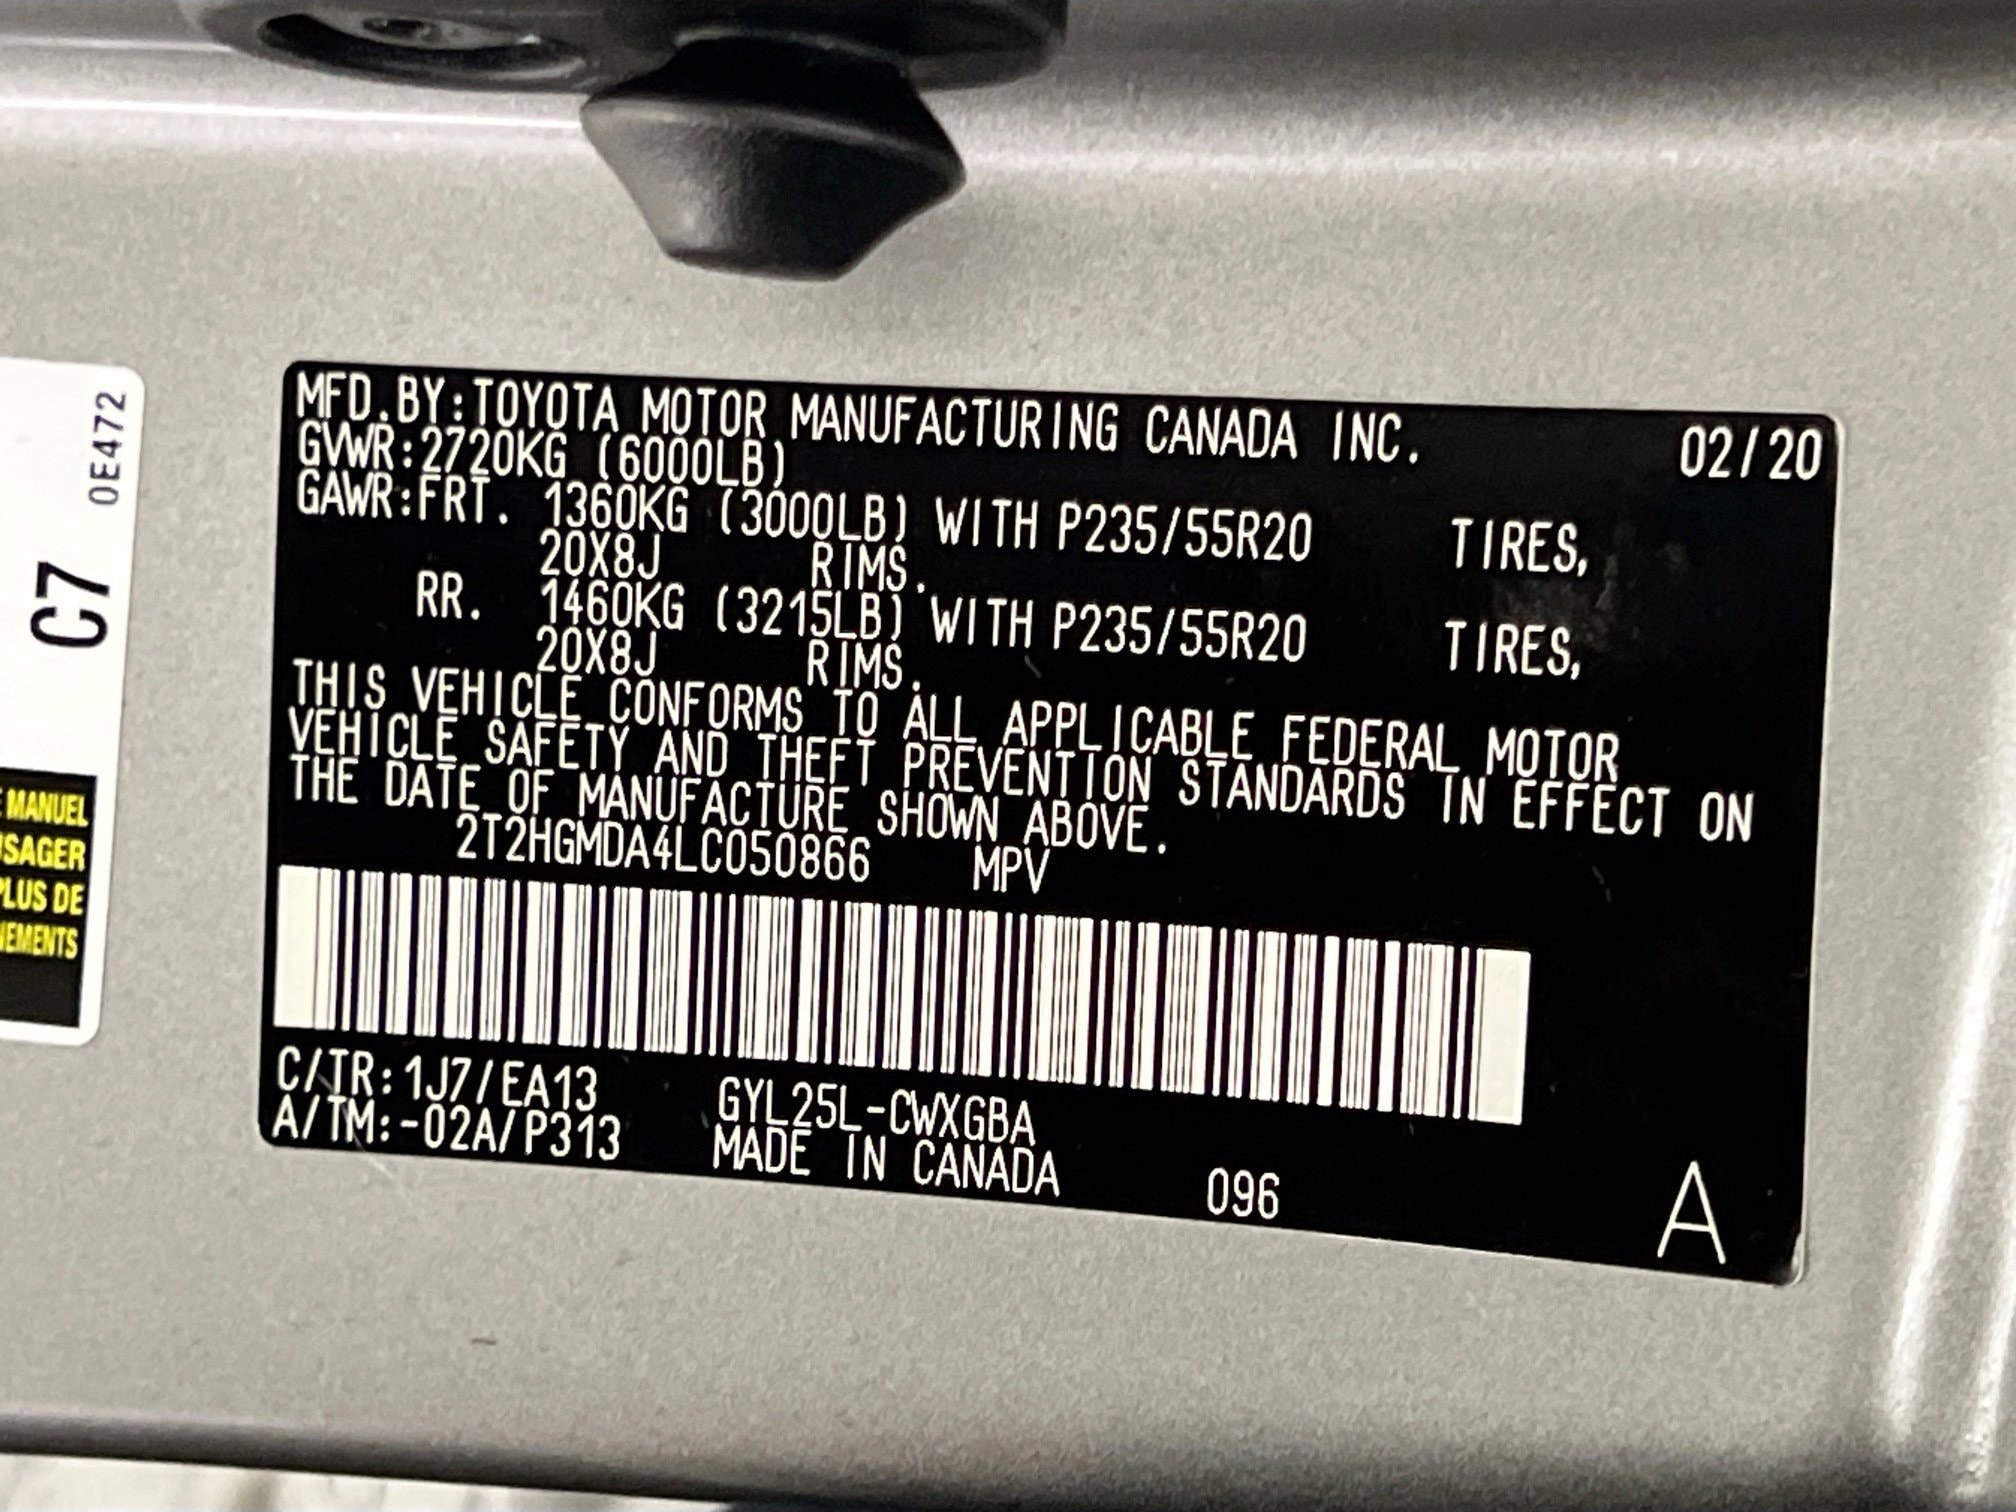 MFD.BY:TOYOTA MOTOR MANUFACTURING CANADA INC. 02/20
GVWR:2720KG (6000LB)
GAWR:FRT. 1360KG (3000LB) WITH P235/55R20 TIRES,
20X8J RIMS.
RR. 1460KG (3215LB) WITH P235/55R20 TIRES,
20X8J RIMS.
THIS VEHICLE CONFORMS TO ALL APPLICABLE FEDERAL MOTOR
VEHICLE SAFETY AND THEFT PREVENTION STANDARDS IN EFFECT ON
THE DATE OF MANUFACTURE SHOWN ABOVE.
2T2HGMDA4LC050866 MPV
C/TR:1J7/EA13 GYL25L-CWXGBA
A/TM:-02A/P313 MADE IN CANADA 096 A
C7 0E472
MANUEL
PLUS DE